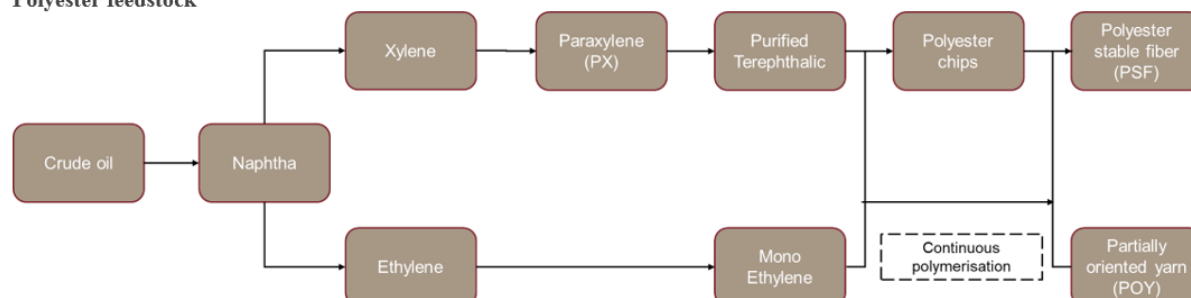 Polyester feedstock
Xylene
Paraxylene
(PX)
Purified
Terephthalic
Polyester
chips
Polyester
stable fiber
(PSF)
Crude oil
Naphtha
Ethylene
Mono
Ethylene
Continuous
polymerisation
Partially
oriented yarn
(POY)